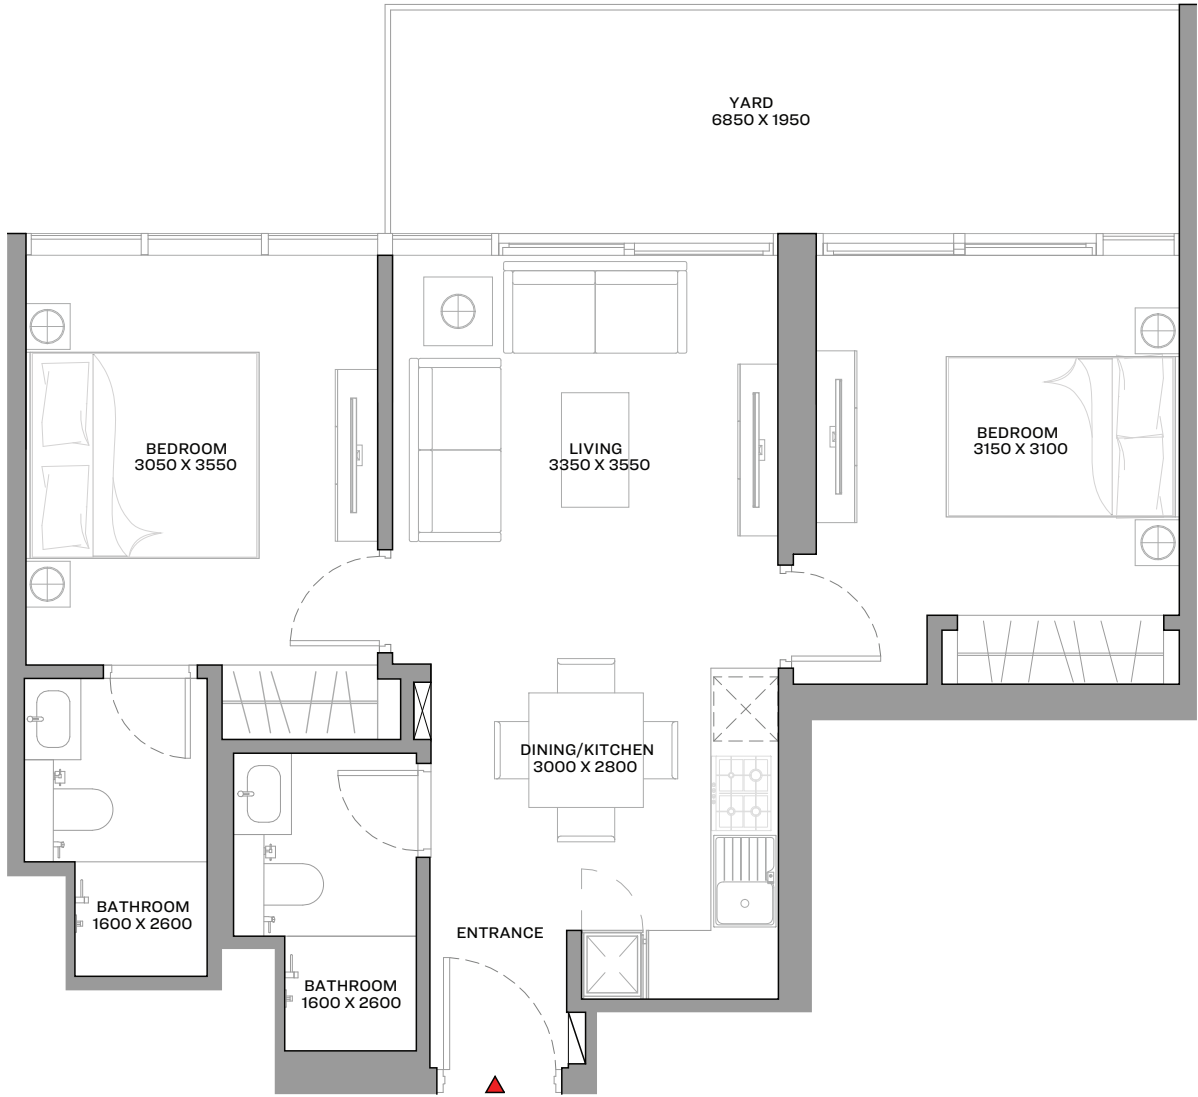 YARD
6850 X 1950
BEDROOM
3050 X 3550
LIVING
3350 X 3550
BEDROOM
3150 X 3100
DINING/KITCHEN
3000 X 2800
BATHROOM
1600 X 2600
ENTRANCE
BATHROOM
1600 X 2600